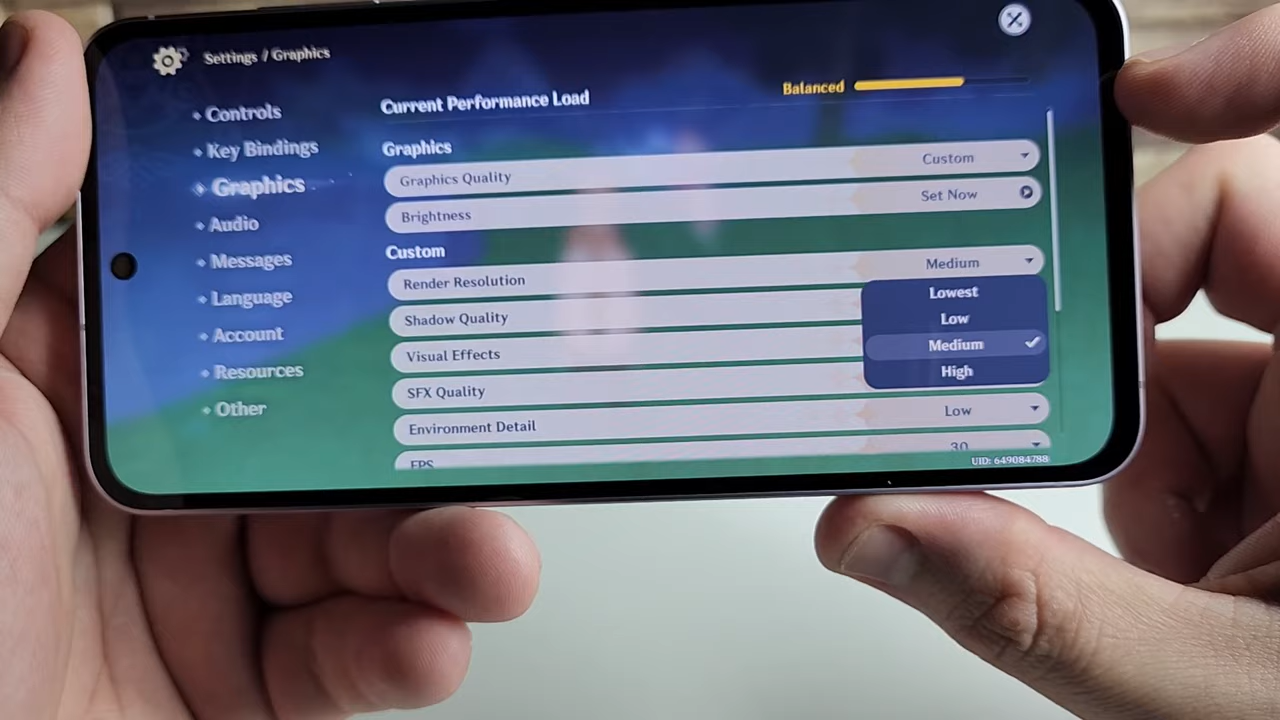 Settings / Graphics
Controls
Key Bindings
Graphics
Audio
Messages
Language
Account
Resources
Other
Current Performance Load
Balanced
Graphics
Graphics Quality
Custom
Brightness
Set Now
Custom
Render Resolution
Medium
Lowest
Low
Medium
High
Shadow Quality
Visual Effects
SFX Quality
Environment Detail
Low
FPS
30
UID: 649084788